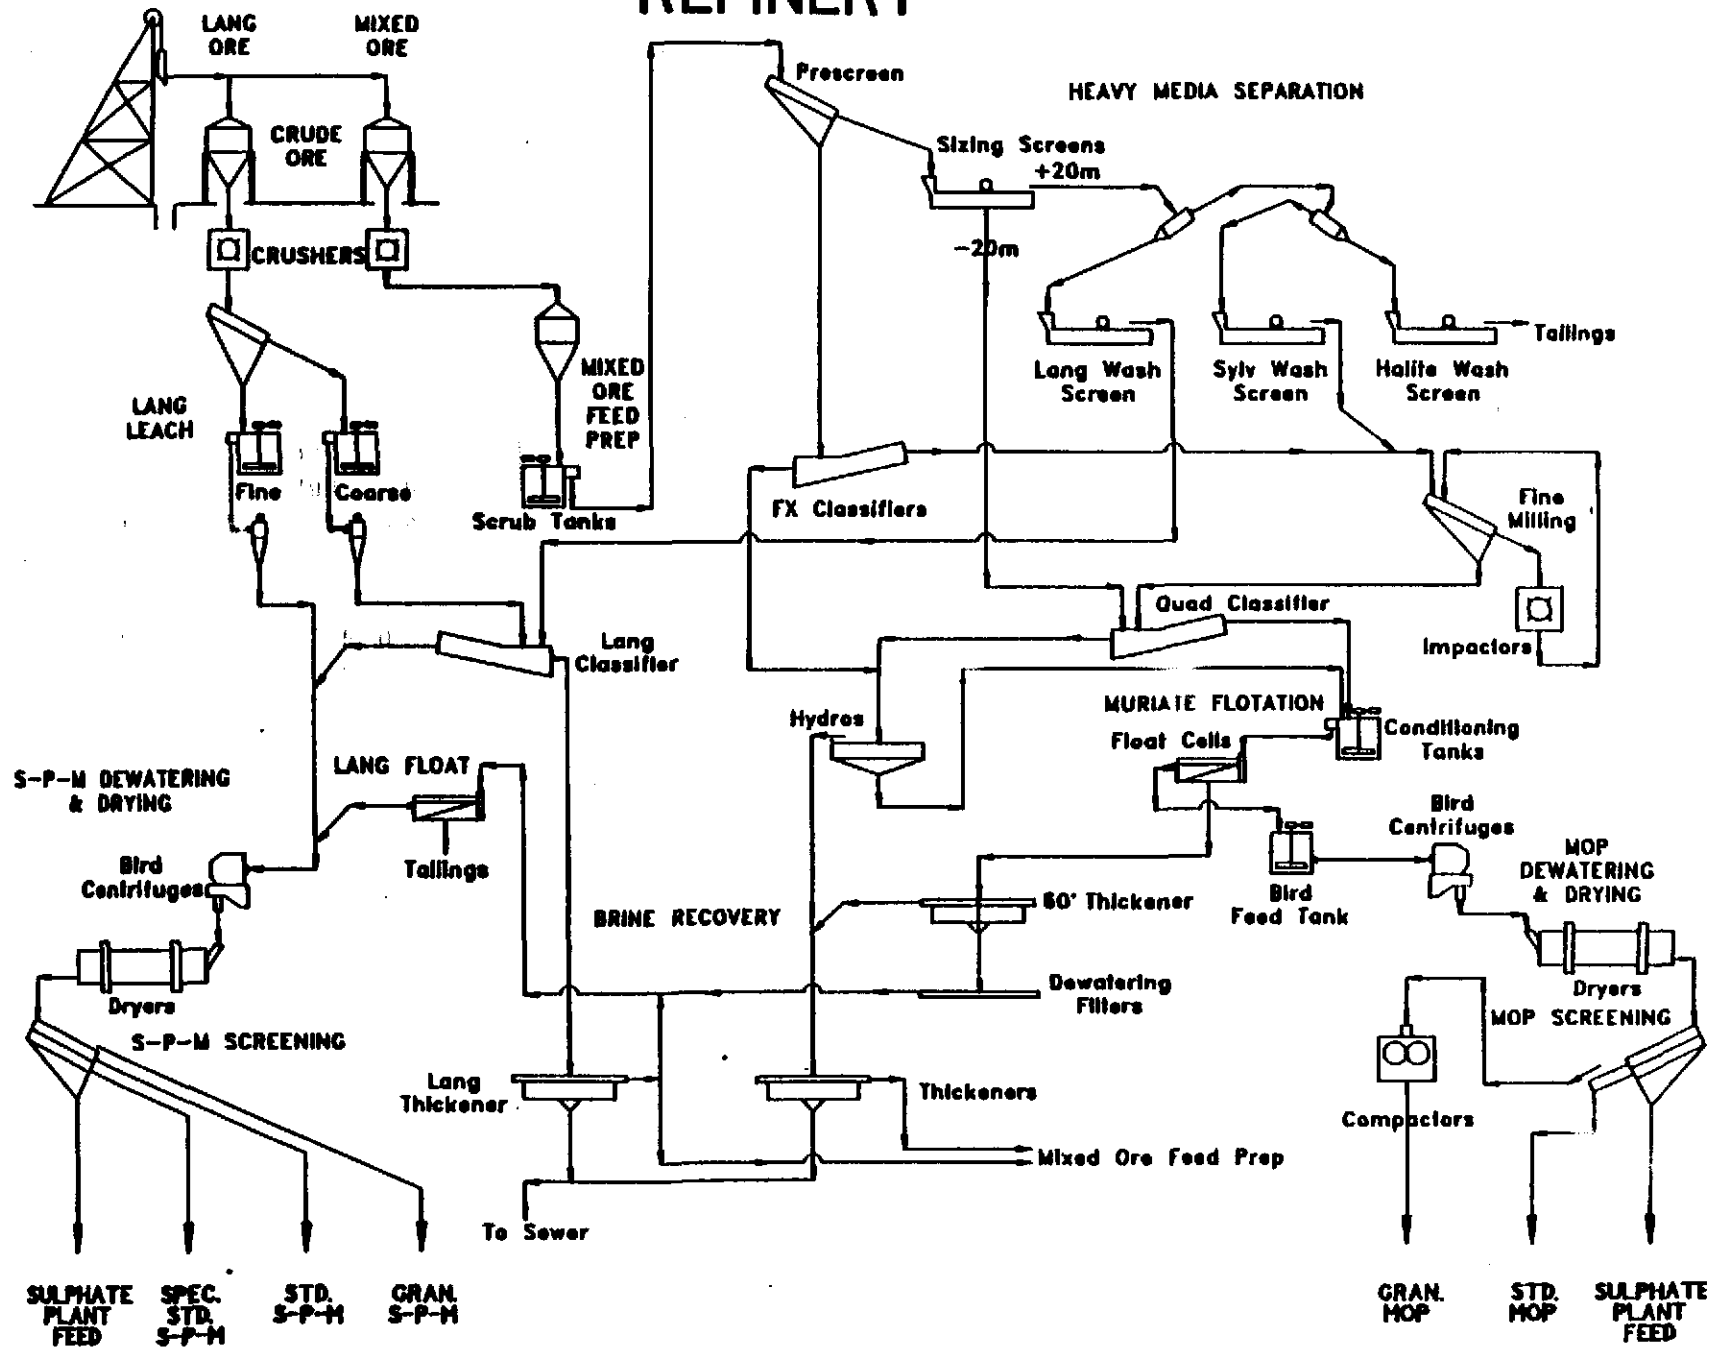 REFINERY
LANG
ORE
MIXED
ORE
CRUDE
ORE
CRUSHERS
Prescreen
HEAVY MEDIA SEPARATION
Sizing Screens
+20m
-20m
MIXED
ORE
FEED
PREP
LANG
LEACH
Fine
Coarse
Scrub Tanks
Lang Wash
Screen
Sylv Wash
Screen
Halite Wash
Screen
Tailings
FX Classifiers
Fine
Milling
Quad Classifier
Impactors
Lang
Classifier
MURIATE FLOTATION
Hydros
Float Cells
Conditioning
Tanks
S-P-M DEWATERING
& DRYING
LANG FLOAT
Tailings
Bird
Centrifuges
Bird
Centrifuges
MOP
DEWATERING
& DRYING
Bird
Feed Tank
BRINE RECOVERY
60' Thickener
Dewatering
Filters
Dryers
Dryers
S-P-M SCREENING
MOP SCREENING
Lang
Thickener
Thickeners
Compactors
Mixed Ore Feed Prep
To Sewer
SULPHATE
PLANT
FEED
SPEC.
STD.
S-P-M
STD.
S-P-M
GRAN.
S-P-M
GRAN.
MOP
STD.
MOP
SULPHATE
PLANT
FEED